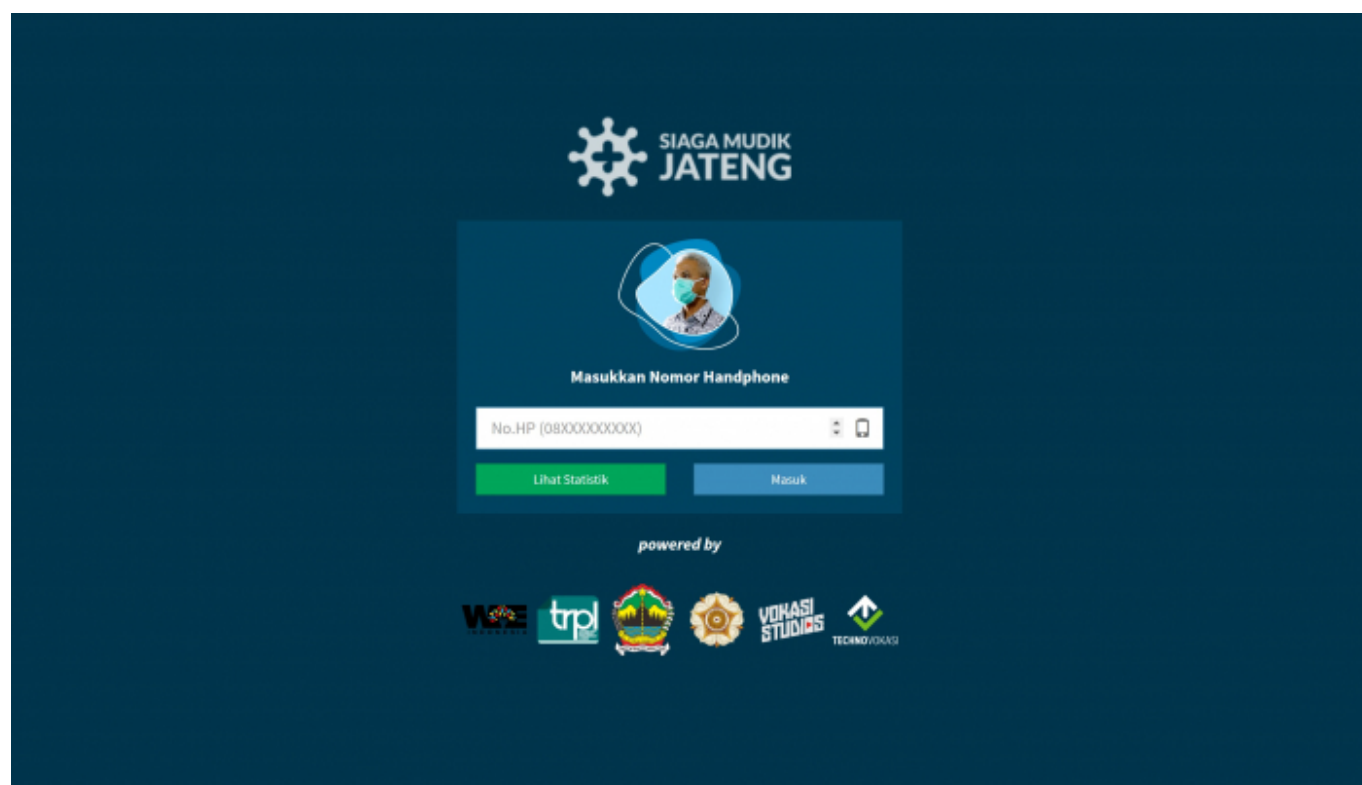 SIAGA MUDIK
JATENG
Masukkan Nomor Handphone
No.HP (08XXXXXXXXXX)
Lihat Statistik
Masuk
powered by
trpl
VOKASI
STUDIOS
TECHNOVOKASI